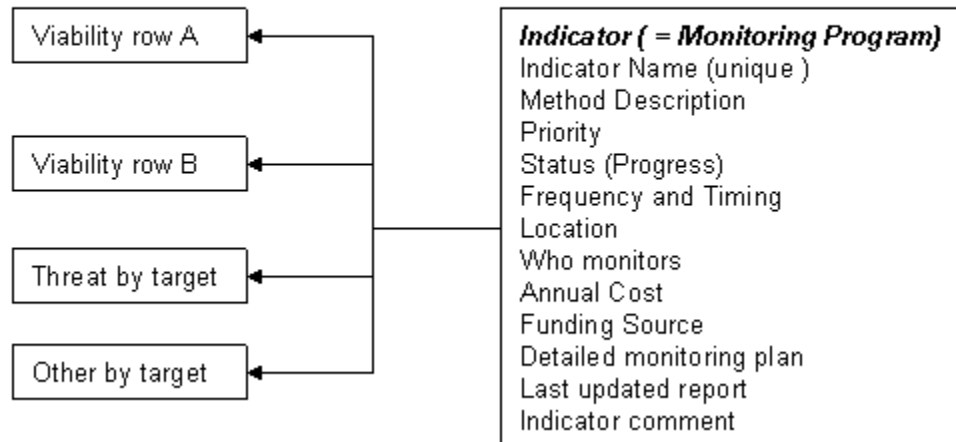 Viability row A
Viability row B
Threat by target
Other by target
Indicator ( = Monitoring Program)
Indicator Name (unique )
Method Description
Priority
Status (Progress)
Frequency and Timing
Location
Who monitors
Annual Cost
Funding Source
Detailed monitoring plan
Last updated report
Indicator comment